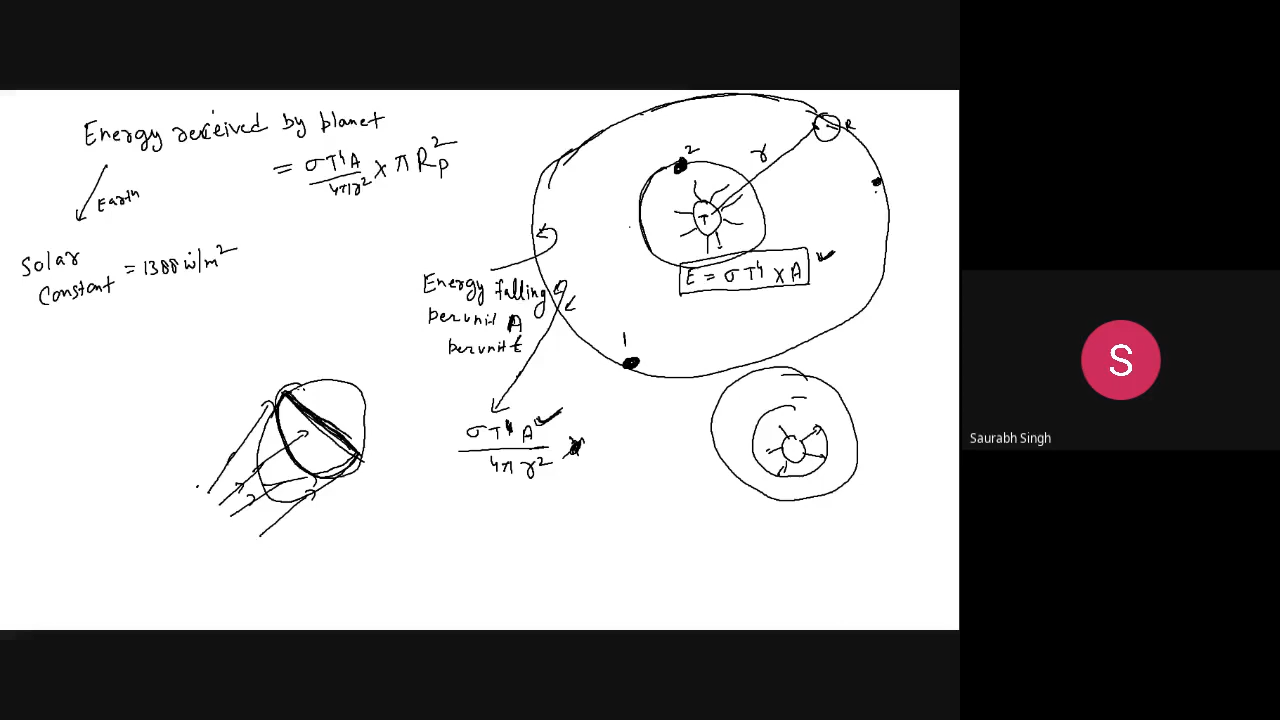 Energy received by planet
= σT⁴A / 4πr² × π Rp²
Earth
Solar
Constant = 1388 w/m²
2
r
R
T
E = σT⁴ × A
Energy falling
per unit A
per unit t
1
σT⁴A
4πr²
S
Saurabh Singh